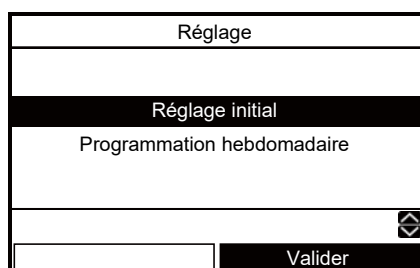 Réglage
Réglage initial
Programmation hebdomadaire
Valider